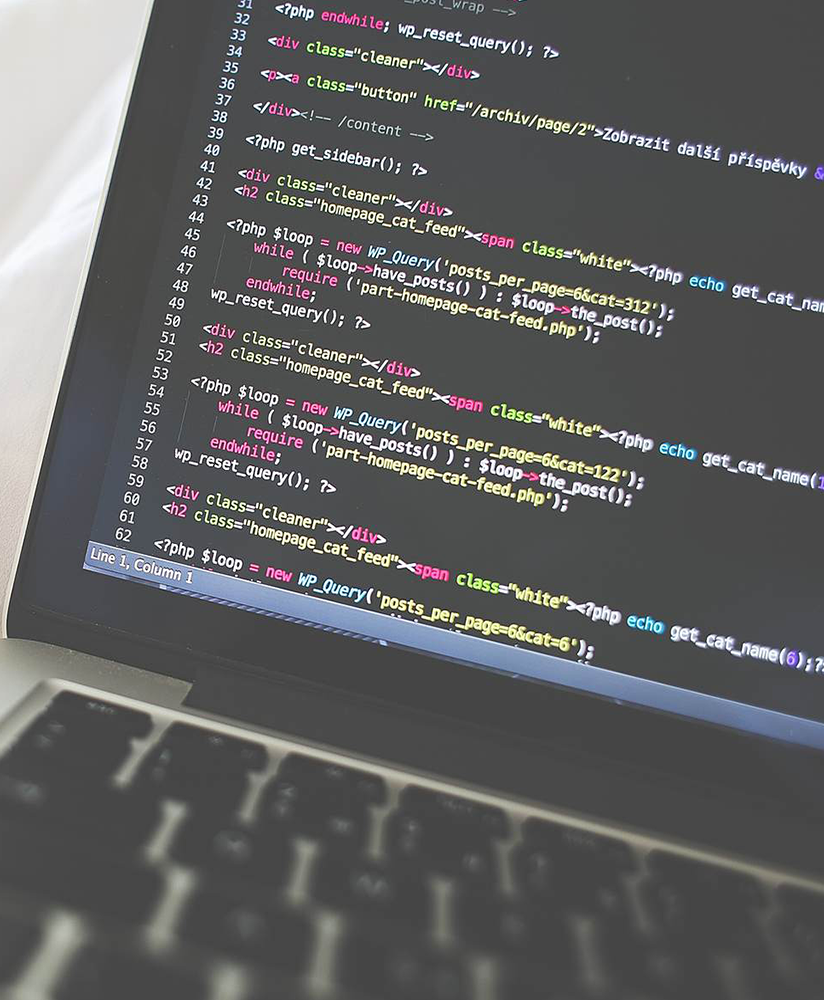 31 _post_wrap -->
32 <?php endwhile; wp_reset_query(); ?>
33
34 <div class="cleaner"></div>
35
36 <p><a class="button" href="/archiv/page/2">Zobrazit další příspěvky &
37
38 </div><!-- /content -->
39
40 <?php get_sidebar(); ?>
41
42 <div class="cleaner"></div>
43 <h2 class="homepage_cat_feed"><span class="white"><?php echo get_cat_nam
44
45 <?php $loop = new WP_Query('posts_per_page=6&cat=312');
46 while ( $loop->have_posts() ) : $loop->the_post();
47 require ('part-homepage-cat-feed.php');
48 endwhile;
49 wp_reset_query(); ?>
50
51 <div class="cleaner"></div>
52 <h2 class="homepage_cat_feed"><span class="white"><?php echo get_cat_name(1
53
54 <?php $loop = new WP_Query('posts_per_page=6&cat=122');
55 while ( $loop->have_posts() ) : $loop->the_post();
56 require ('part-homepage-cat-feed.php');
57 endwhile;
58 wp_reset_query(); ?>
59
60 <div class="cleaner"></div>
61 <h2 class="homepage_cat_feed"><span class="white"><?php echo get_cat_name(6);?
62
<?php $loop = new WP_Query('posts_per_page=6&cat=6');
Line 1, Column 1